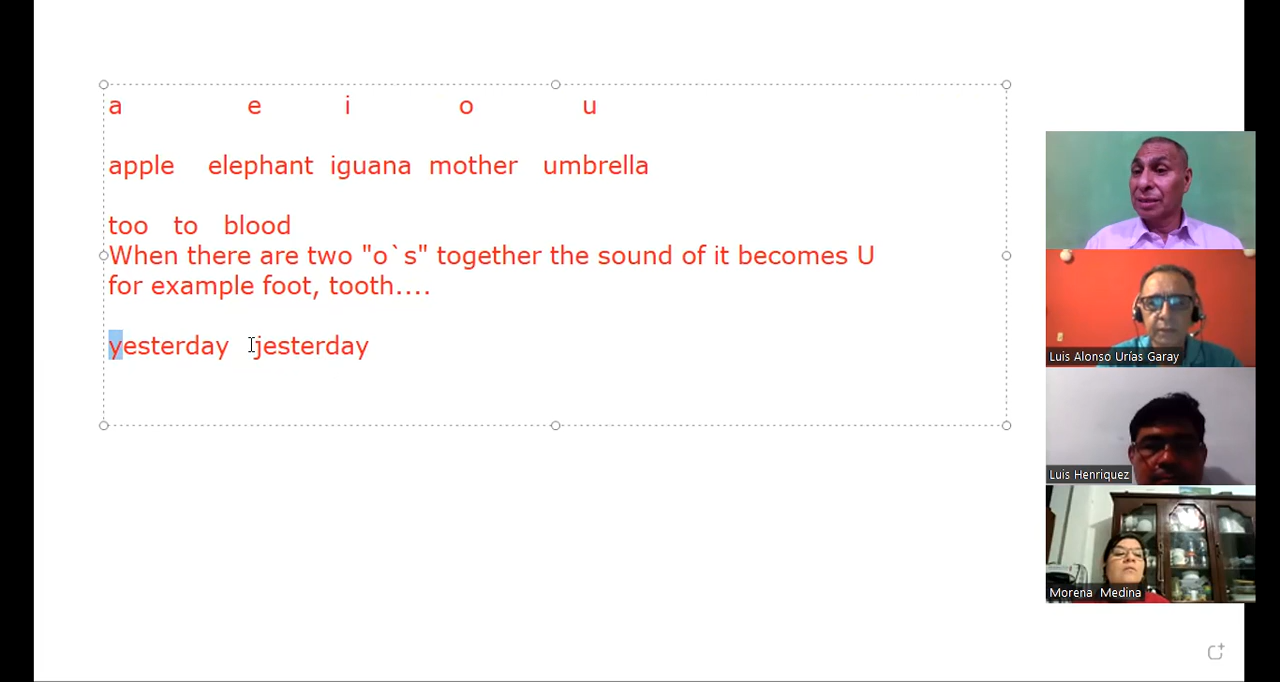 a e i o u
apple elephant iguana mother umbrella
too to blood
When there are two "o`s" together the sound of it becomes U
for example foot, tooth....
yesterday jesterday
Luis Alonso Urías Garay
Luis Henriquez
Morena Medina